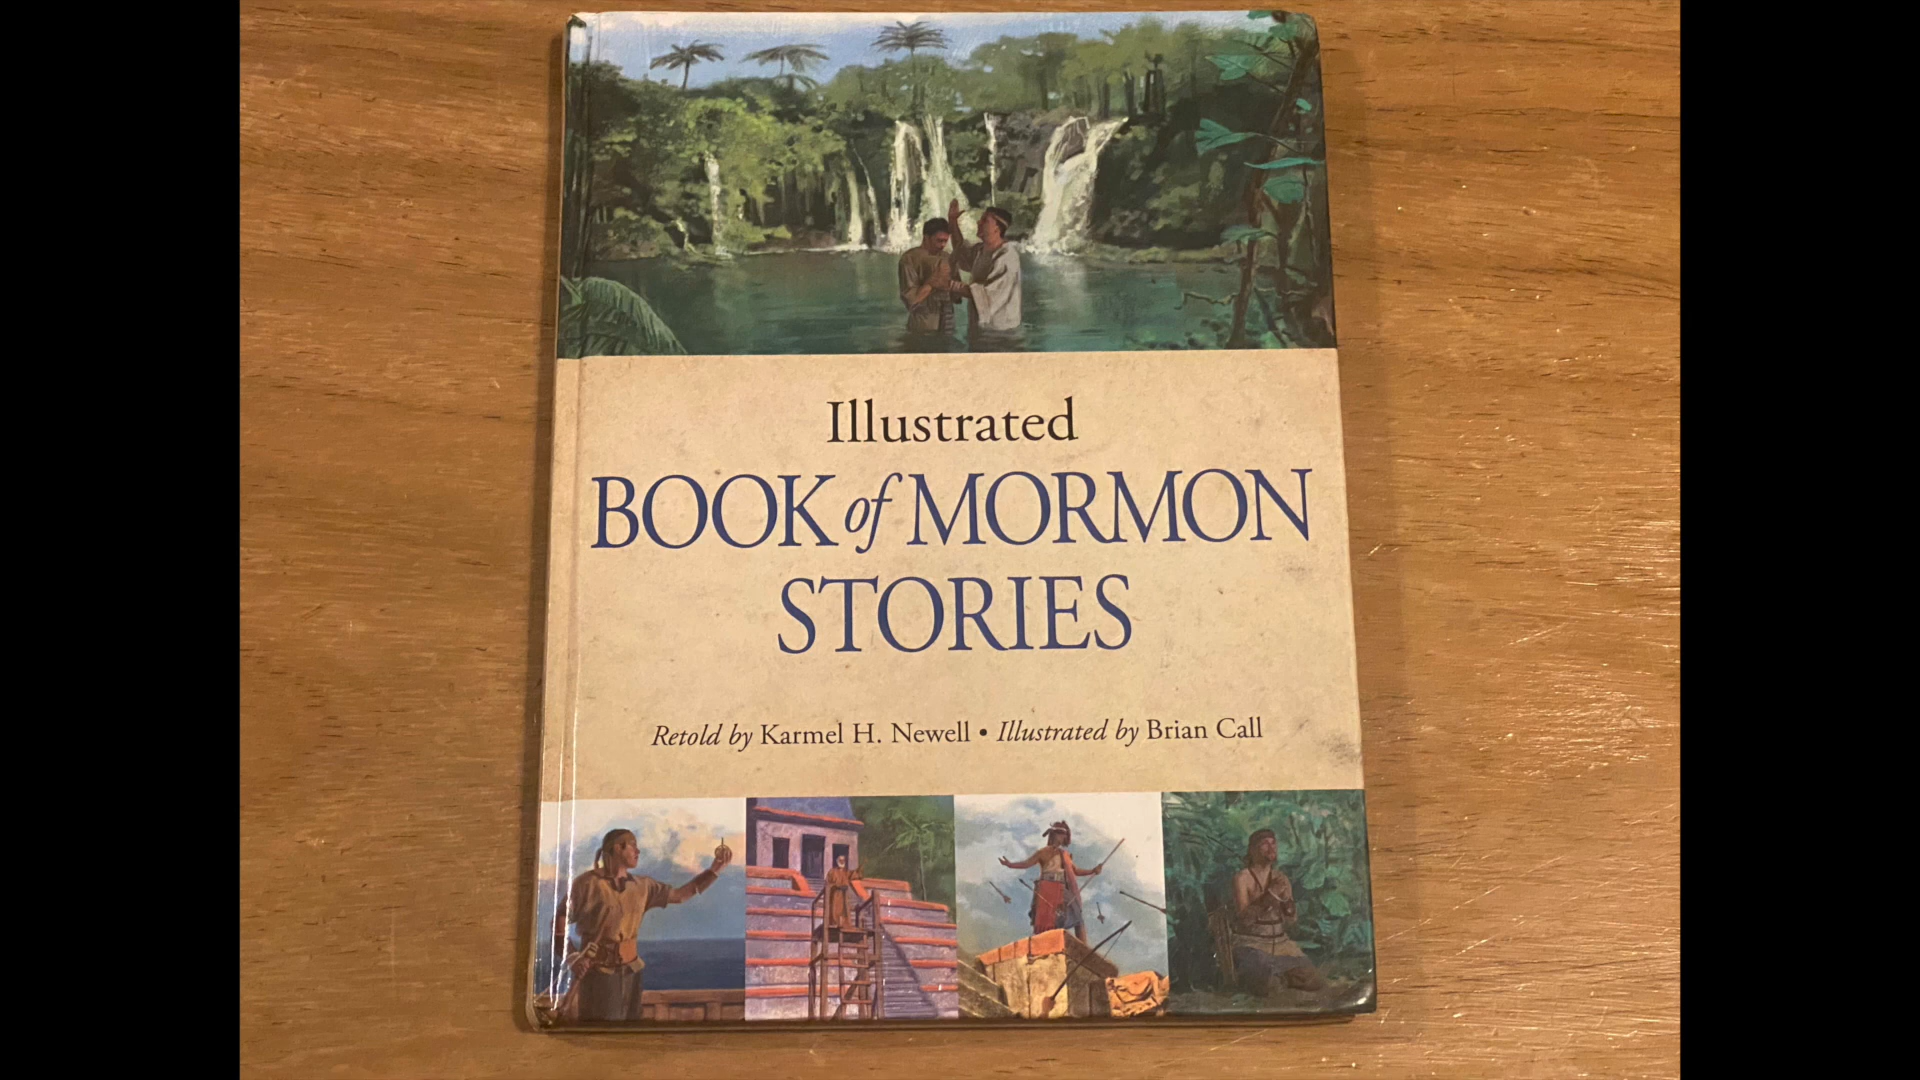 Illustrated
BOOK of MORMON
STORIES
Retold by Karmel H. Newell • Illustrated by Brian Call